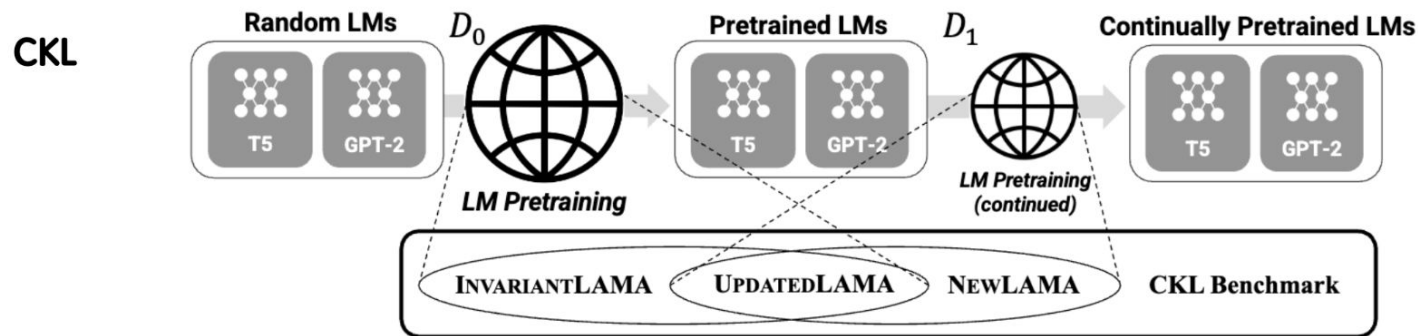 CKL
Random LMs
D₀
Pretrained LMs
D₁
Continually Pretrained LMs
T5
GPT-2
LM Pretraining
T5
GPT-2
LM Pretraining
(continued)
T5
GPT-2
INVARIANTLAMA
UPDATEDLAMA
NEWLAMA
CKL Benchmark